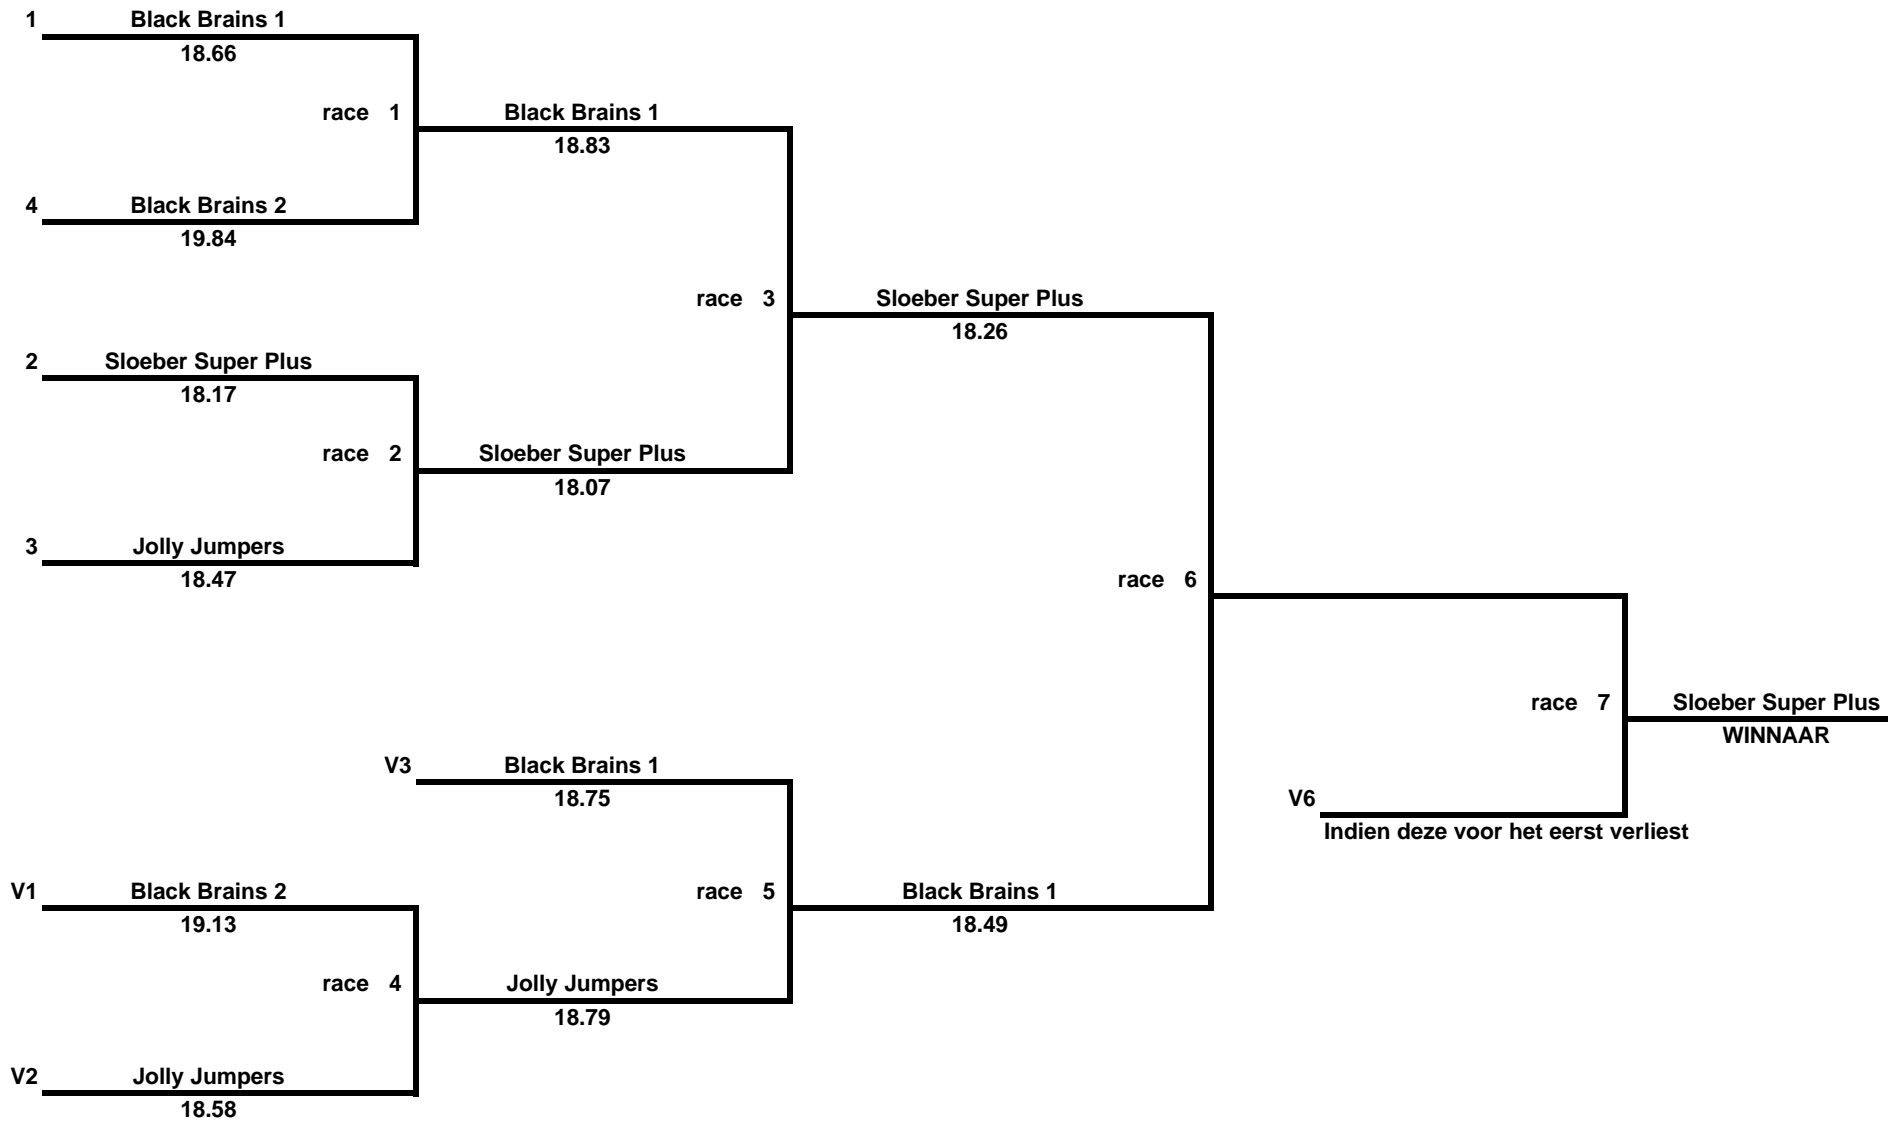 1 Black Brains 1
18.66
race 1 Black Brains 1
18.83
4 Black Brains 2
19.84
race 3 Sloeber Super Plus
18.26
2 Sloeber Super Plus
18.17
race 2 Sloeber Super Plus
18.07
3 Jolly Jumpers
18.47
race 6
race 7 Sloeber Super Plus
WINNAAR
V3 Black Brains 1
18.75
V6
Indien deze voor het eerst verliest
V1 Black Brains 2 race 5 Black Brains 1
19.13 18.49
race 4 Jolly Jumpers
18.79
V2 Jolly Jumpers
18.58